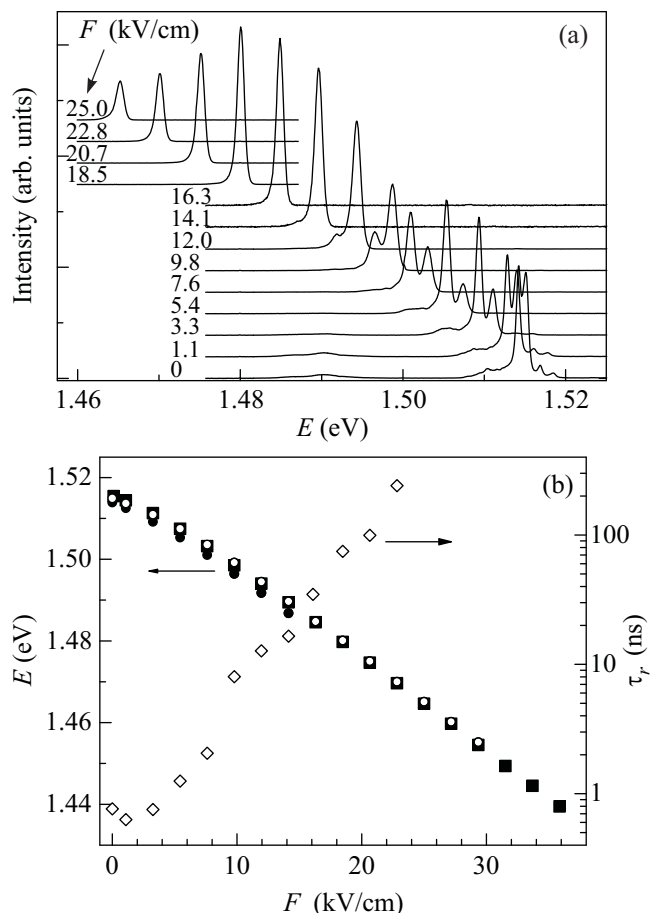 F (kV/cm)
(a)
25.0
22.8
20.7
18.5
16.3
14.1
12.0
9.8
7.6
5.4
3.3
1.1
0
Intensity (arb. units)
1.46 1.48 1.50 1.52
E (eV)
(b)
1.52
1.50
1.48
1.46
1.44
E (eV)
100
10
1
τr (ns)
0 10 20 30
F (kV/cm)